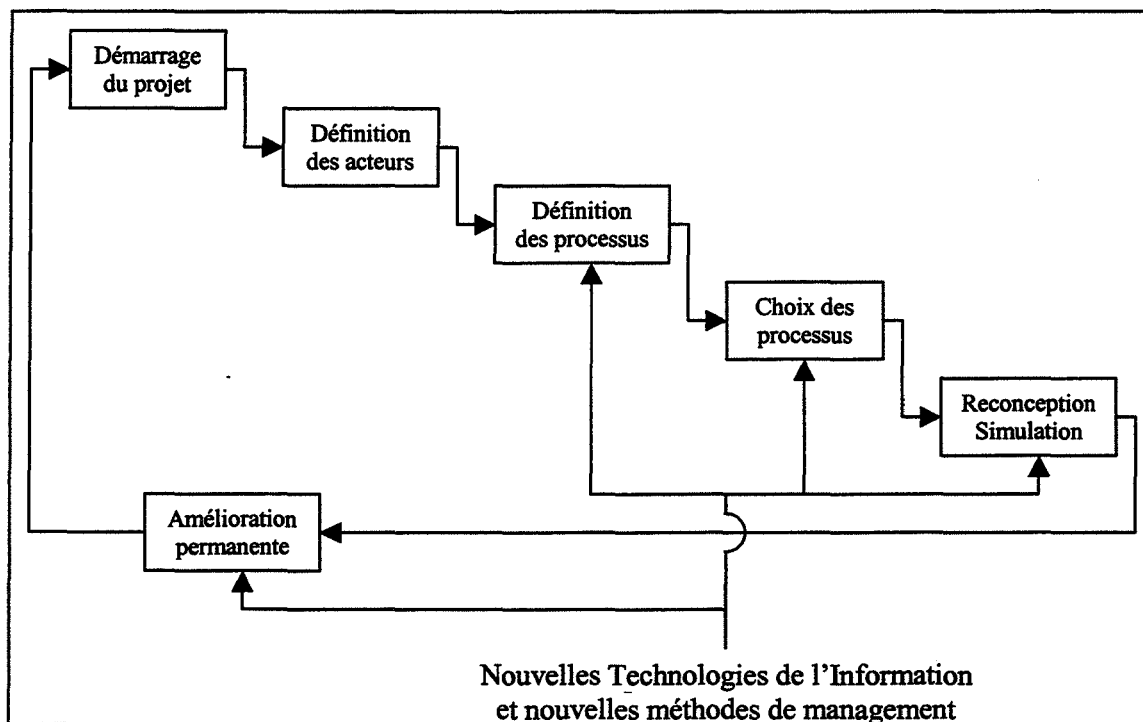 Démarrage
du projet
Définition
des acteurs
Définition
des processus
Choix des
processus
Reconception
Simulation
Amélioration
permanente
Nouvelles Technologies de l'Information
et nouvelles méthodes de management